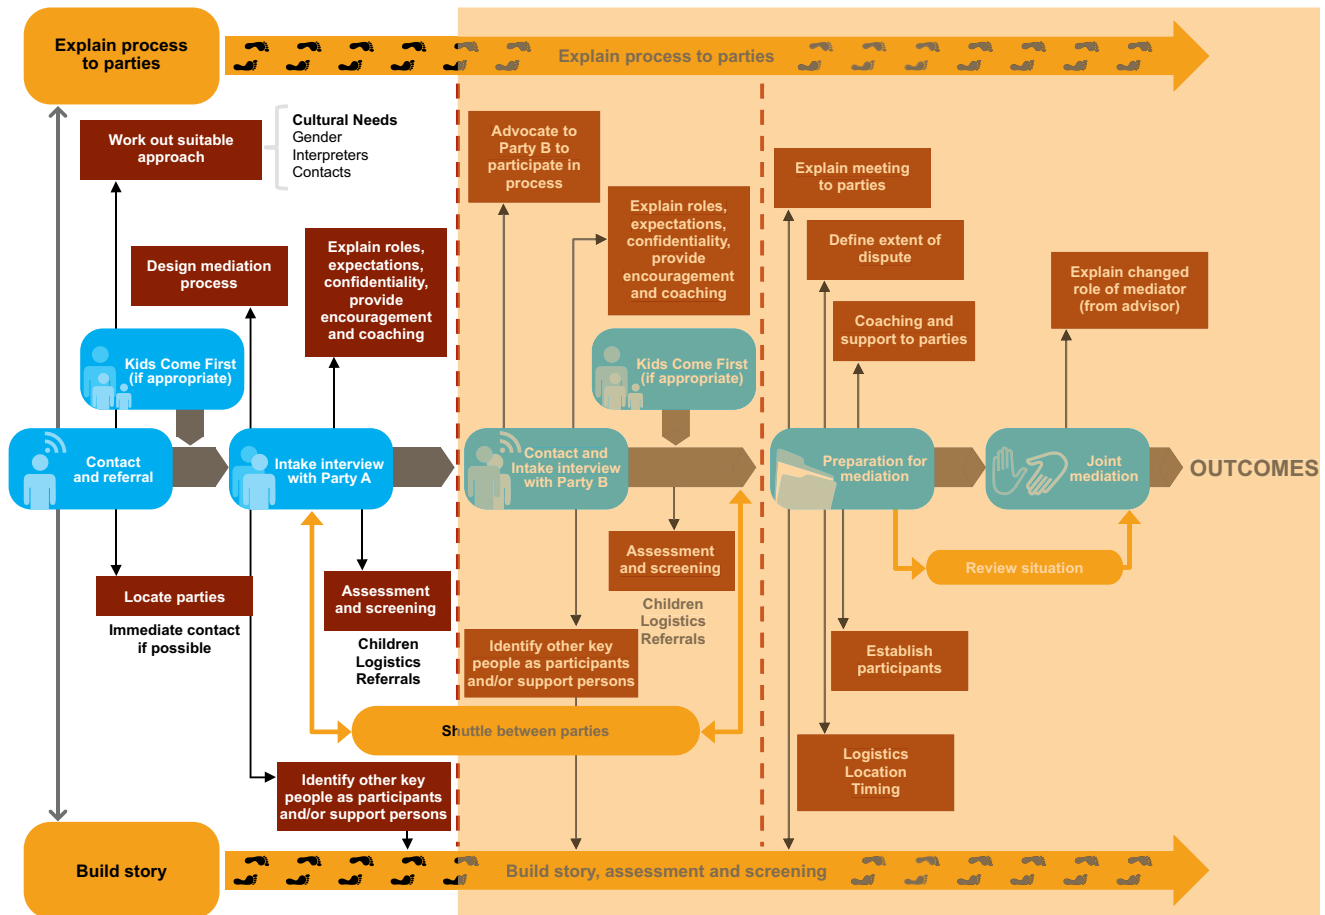 Explain process
to parties
Explain process to parties
Work out suitable
approach
Cultural Needs
Gender
Interpreters
Contacts
Design mediation
process
Explain roles,
expectations,
confidentiality,
provide
encouragement
and coaching
Advocate to
Party B to
participate in
process
Explain roles,
expectations,
confidentiality,
provide
encouragement
and coaching
Explain meeting
to parties
Define extent of
dispute
Coaching and
support to parties
Explain changed
role of mediator
(from advisor)
Kids Come First
(if appropriate)
Kids Come First
(if appropriate)
Contact
and referral
Intake interview
with Party A
Contact and
Intake interview
with Party B
Preparation for
mediation
Joint
mediation
OUTCOMES
Locate parties
Immediate contact
if possible
Assessment
and screening
Children
Logistics
Referrals
Assessment
and screening
Children
Logistics
Referrals
Review situation
Identify other key
people as participants
and/or support persons
Establish
participants
Shuttle between parties
Logistics
Location
Timing
Identify other key
people as participants
and/or support persons
Build story
Build story, assessment and screening